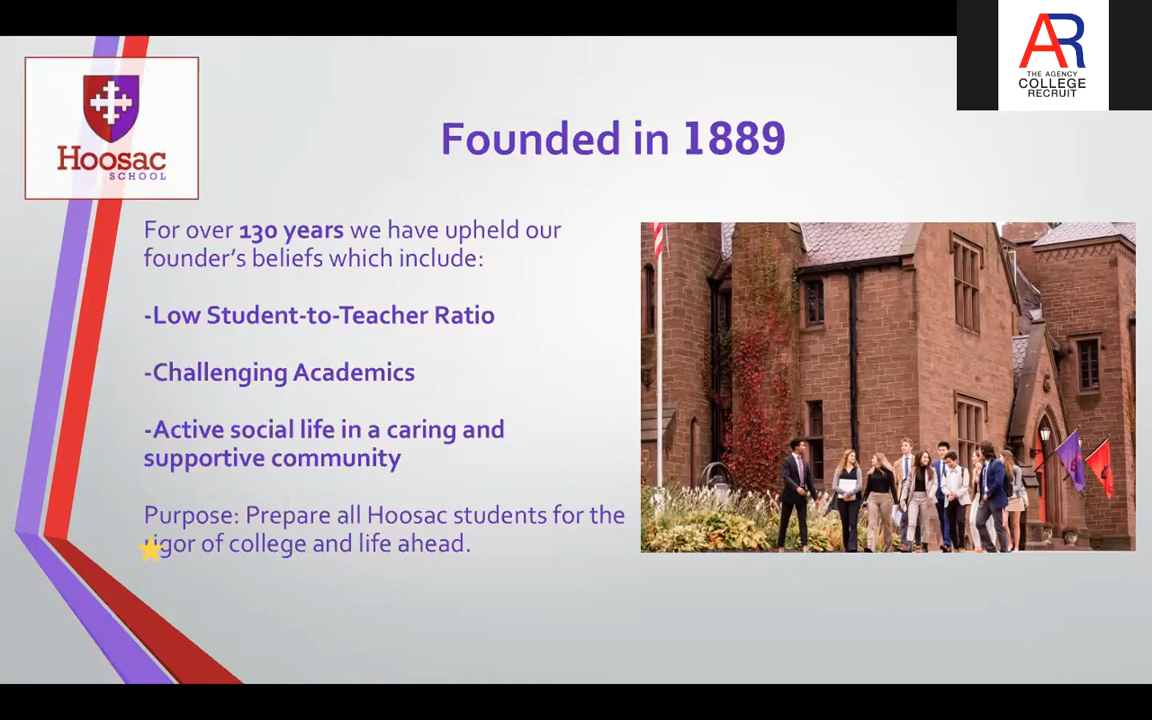 AR
THE AGENCY
COLLEGE
RECRUIT
Hoosac
SCHOOL
Founded in 1889
For over 130 years we have upheld our
founder's beliefs which include:
-Low Student-to-Teacher Ratio
-Challenging Academics
-Active social life in a caring and
supportive community
Purpose: Prepare all Hoosac students for the
rigor of college and life ahead.